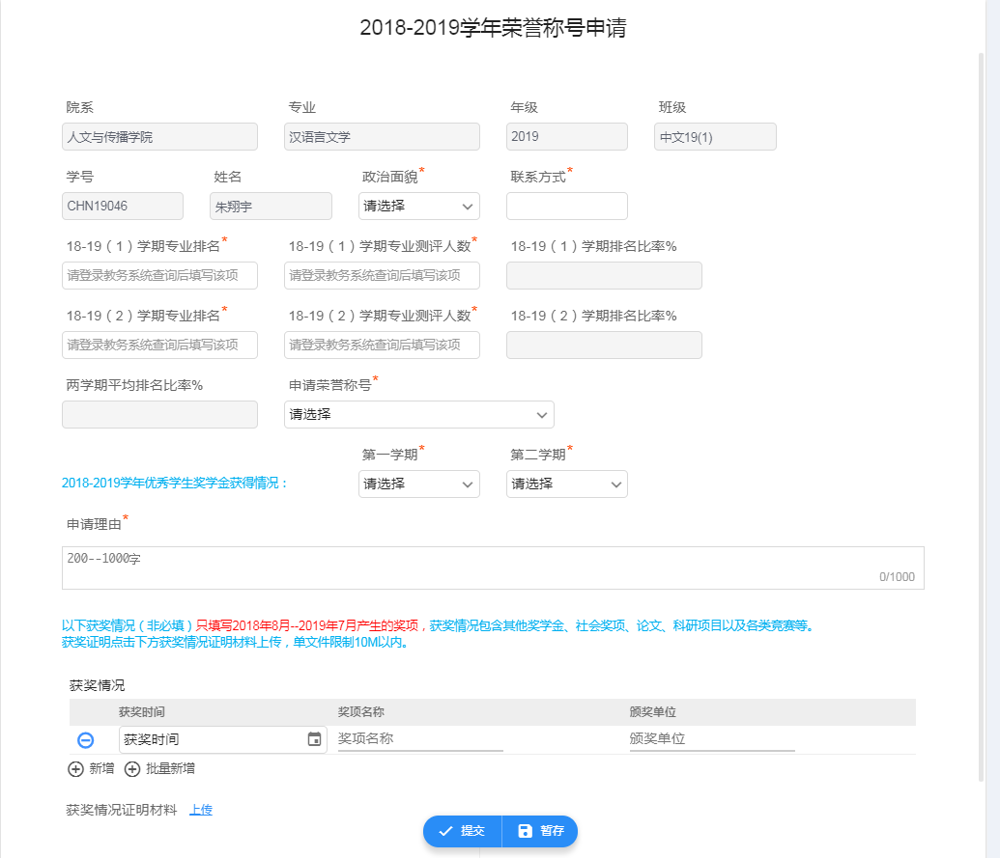 2018-2019学年荣誉称号申请
院系 专业 年级 班级
人文与传播学院 汉语言文学 2019 中文19(1)
学号 姓名 政治面貌* 联系方式*
CHN19046 朱翔宇 请选择
18-19（1）学期专业排名* 18-19（1）学期专业测评人数* 18-19（1）学期排名比率%
请登录教务系统查询后填写该项 请登录教务系统查询后填写该项
18-19（2）学期专业排名* 18-19（2）学期专业测评人数* 18-19（2）学期排名比率%
请登录教务系统查询后填写该项 请登录教务系统查询后填写该项
两学期平均排名比率% 申请荣誉称号*
请选择
第一学期* 第二学期*
2018-2019学年优秀学生奖学金获得情况： 请选择 请选择
申请理由*
200--1000字
0/1000
以下获奖情况（非必填）只填写2018年8月--2019年7月产生的奖项，获奖情况包含其他奖学金、社会奖项、论文、科研项目以及各类竞赛等。
获奖证明点击下方获奖情况证明材料上传，单文件限制10M以内。
获奖情况
获奖时间 奖项名称 颁奖单位
获奖时间 奖项名称 颁奖单位
新增 批量新增
获奖情况证明材料 上传
提交 暂存